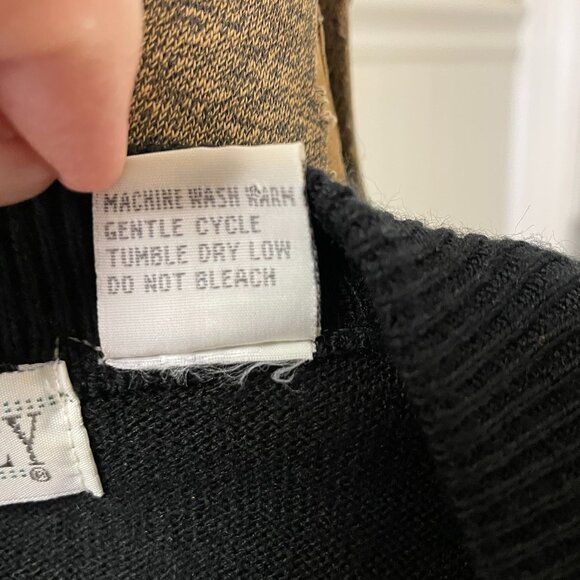 MACHINE WASH WARM
GENTLE CYCLE
TUMBLE DRY LOW
DO NOT BLEACH
Y®